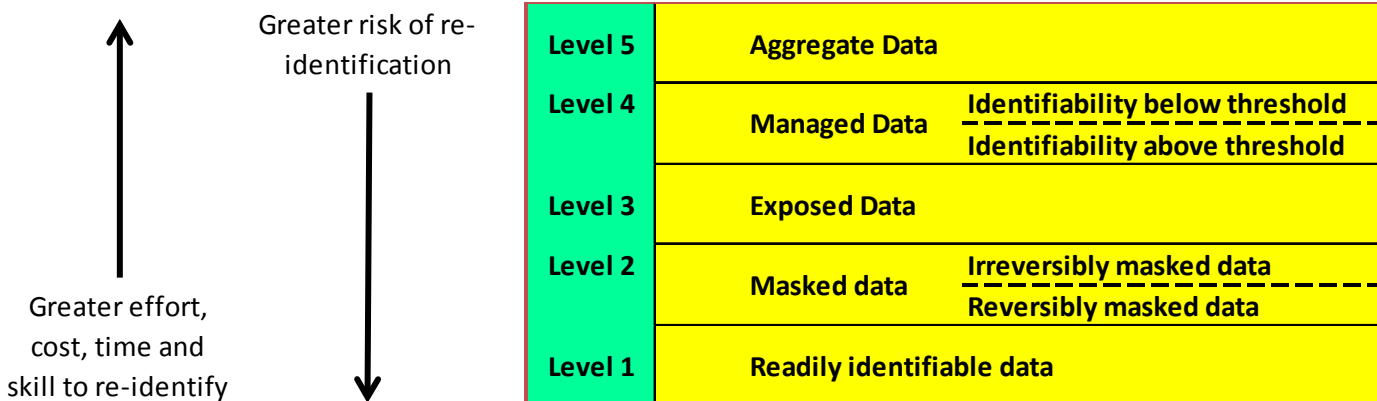 Greater risk of re-
identification
Greater effort,
cost, time and
skill to re-identify
Level 5
Aggregate Data
Level 4
Managed Data
Identifiability below threshold
Identifiability above threshold
Level 3
Exposed Data
Level 2
Masked data
Irreversibly masked data
Reversibly masked data
Level 1
Readily identifiable data